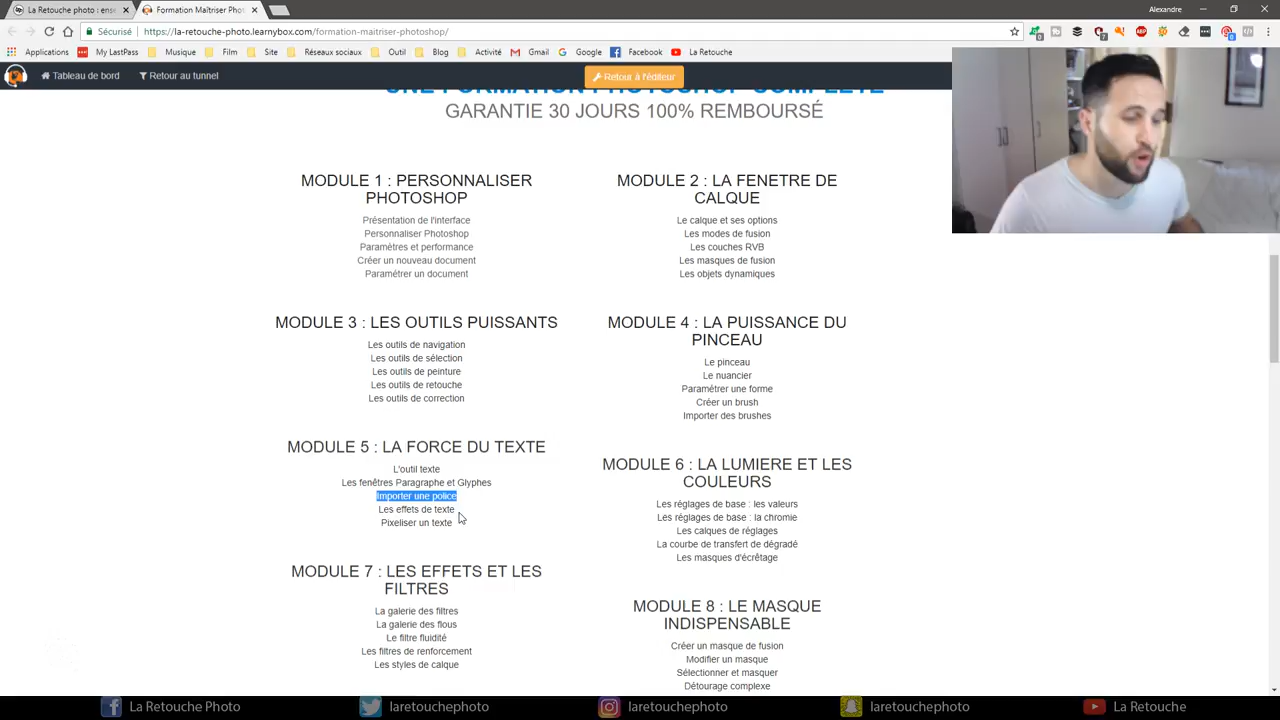 La Retouche photo : ens
Formation Maîtriser Phot
Alexandre
Sécurisé
https://la-retouche-photo.learnybox.com/formation-maitriser-photoshop/
Applications
My LastPass
Musique
Film
Site
Réseaux sociaux
Outil
Blog
Activité
Gmail
Google
Facebook
La Retouche
Tableau de bord
Retour au tunnel
Retour à l'éditeur
UNE FORMATION PHOTOSHOP COMPLÈTE
GARANTIE 30 JOURS 100% REMBOURSÉ
MODULE 1 : PERSONNALISER
PHOTOSHOP
Présentation de l'interface
Personnaliser Photoshop
Paramètres et performance
Créer un nouveau document
Paramétrer un document
MODULE 2 : LA FENETRE DE
CALQUE
Le calque et ses options
Les modes de fusion
Les couches RVB
Les masques de fusion
Les objets dynamiques
MODULE 3 : LES OUTILS PUISSANTS
Les outils de navigation
Les outils de sélection
Les outils de peinture
Les outils de retouche
Les outils de correction
MODULE 4 : LA PUISSANCE DU
PINCEAU
Le pinceau
Le nuancier
Paramétrer une forme
Créer un brush
Importer des brushes
MODULE 5 : LA FORCE DU TEXTE
L'outil texte
Les fenêtres Paragraphe et Glyphes
Importer une police
Les effets de texte
Pixeliser un texte
MODULE 6 : LA LUMIERE ET LES
COULEURS
Les réglages de base : les valeurs
Les réglages de base : la chromie
Les calques de réglages
La courbe de transfert de dégradé
Les masques d'écrêtage
MODULE 7 : LES EFFETS ET LES
FILTRES
La galerie des filtres
La galerie des flous
Le filtre fluidité
Les filtres de renforcement
Les styles de calque
MODULE 8 : LE MASQUE
INDISPENSABLE
Créer un masque de fusion
Modifier un masque
Sélectionner et masquer
Détourage complexe
La Retouche Photo
laretouchephoto
laretouchephoto
laretouchephoto
La Retouche